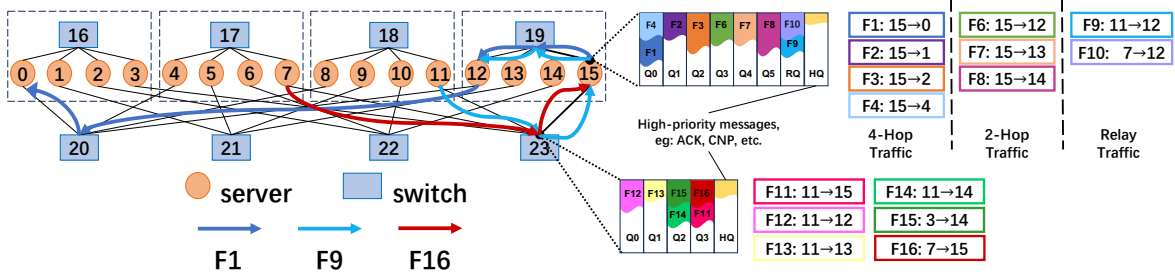 16 17 18 19
0 1 2 3 4 5 6 7 8 9 10 11 12 13 14 15
20 21 22 23
server switch
F1 F9 F16
F4 F2 F3 F6 F7 F8 F10
F1 F9
Q0 Q1 Q2 Q3 Q4 Q5 RQ HQ
High-priority messages,
eg: ACK, CNP, etc.
F12 F13 F15 F16
F14 F11
Q0 Q1 Q2 Q3 HQ
F1: 15→0
F2: 15→1
F3: 15→2
F4: 15→4
4-Hop
Traffic
F6: 15→12
F7: 15→13
F8: 15→14
2-Hop
Traffic
F9: 11→12
F10: 7→12
Relay
Traffic
F11: 11→15
F12: 11→12
F13: 11→13
F14: 11→14
F15: 3→14
F16: 7→15